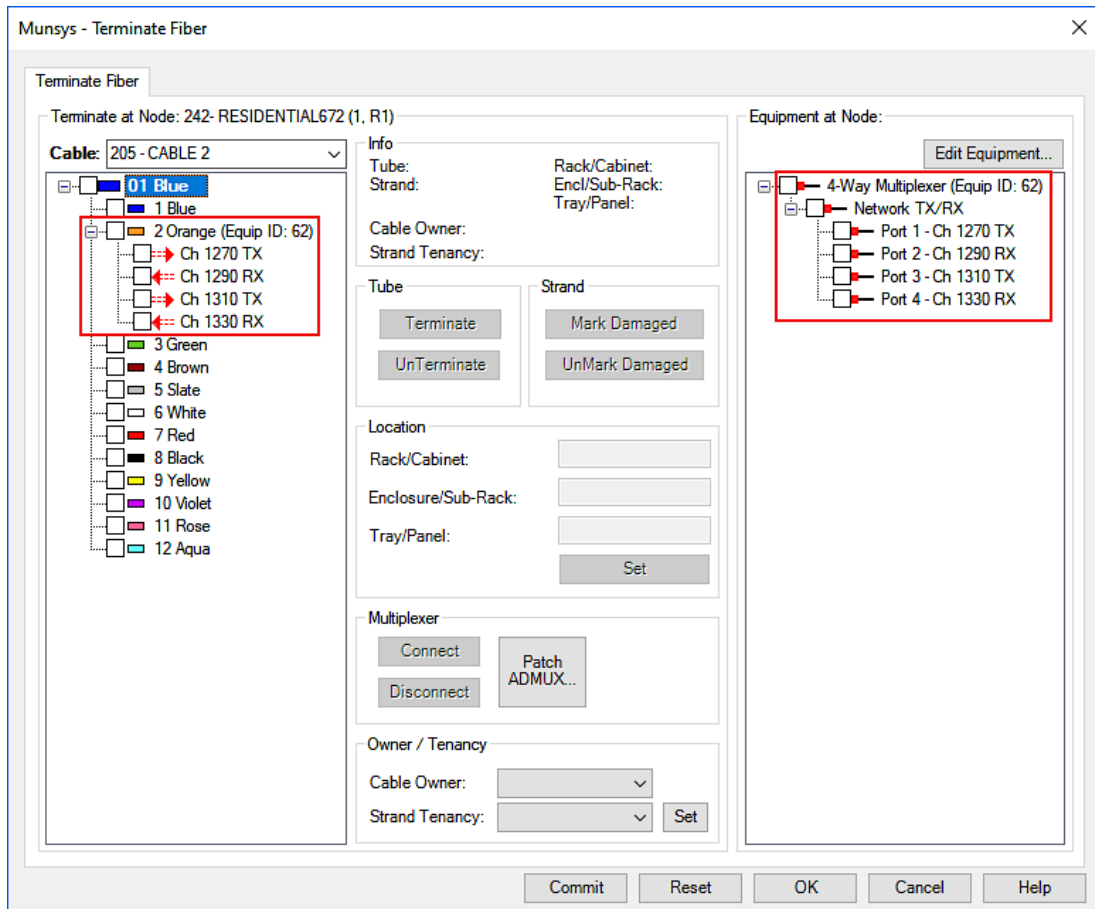 Munsys - Terminate Fiber
Terminate Fiber
Terminate at Node: 242- RESIDENTIAL672 (1, R1)
Cable: 205 - CABLE 2
01 Blue
1 Blue
2 Orange (Equip ID: 62)
Ch 1270 TX
Ch 1290 RX
Ch 1310 TX
Ch 1330 RX
3 Green
4 Brown
5 Slate
6 White
7 Red
8 Black
9 Yellow
10 Violet
11 Rose
12 Aqua
Info
Tube: Rack/Cabinet:
Strand: Encl/Sub-Rack:
Tray/Panel:
Cable Owner:
Strand Tenancy:
Tube
Terminate
UnTerminate
Strand
Mark Damaged
UnMark Damaged
Location
Rack/Cabinet:
Enclosure/Sub-Rack:
Tray/Panel:
Set
Multiplexer
Connect
Disconnect
Patch
ADMUX...
Owner / Tenancy
Cable Owner:
Strand Tenancy: Set
Equipment at Node:
Edit Equipment...
4-Way Multiplexer (Equip ID: 62)
Network TX/RX
Port 1 - Ch 1270 TX
Port 2 - Ch 1290 RX
Port 3 - Ch 1310 TX
Port 4 - Ch 1330 RX
Commit Reset OK Cancel Help